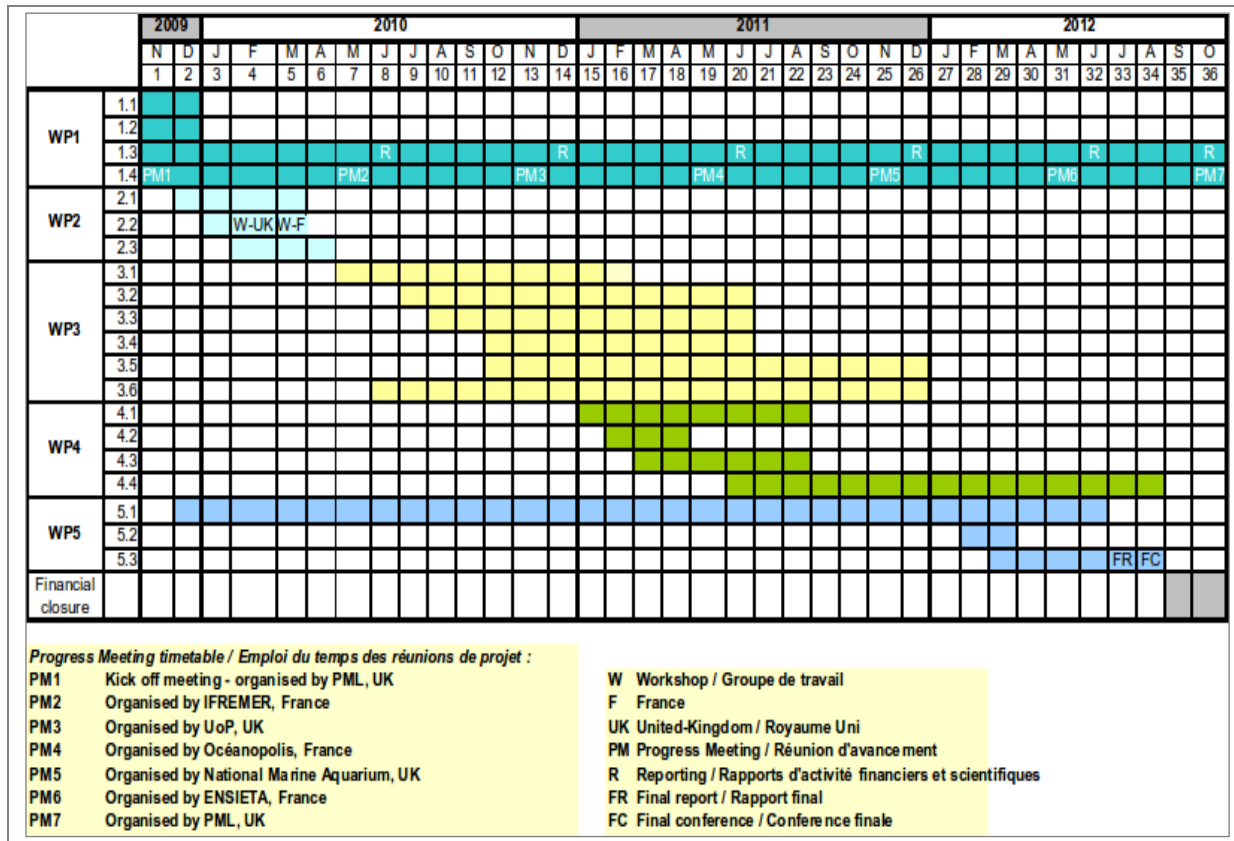 2009 2010 2011 2012
N D J F M A M J J A S O N D J F M A M J J A S O N D J F M A M J J A S O
1 2 3 4 5 6 7 8 9 10 11 12 13 14 15 16 17 18 19 20 21 22 23 24 25 26 27 28 29 30 31 32 33 34 35 36
WP1
1.1
1.2
1.3 R R R R R R
1.4 PM1 PM2 PM3 PM4 PM5 PM6 PM7
WP2
2.1
2.2 W-UK W-F
2.3
WP3
3.1
3.2
3.3
3.4
3.5
3.6
WP4
4.1
4.2
4.3
4.4
WP5
5.1
5.2
5.3 FR FC
Financial
closure
Progress Meeting timetable / Emploi du temps des réunions de projet :
PM1 Kick off meeting - organised by PML, UK
PM2 Organised by IFREMER, France
PM3 Organised by UoP, UK
PM4 Organised by Océanopolis, France
PM5 Organised by National Marine Aquarium, UK
PM6 Organised by ENSIETA, France
PM7 Organised by PML, UK
W Workshop / Groupe de travail
F France
UK United-Kingdom / Royaume Uni
PM Progress Meeting / Réunion d'avancement
R Reporting / Rapports d'activité financiers et scientifiques
FR Final report / Rapport final
FC Final conference / Conference finale